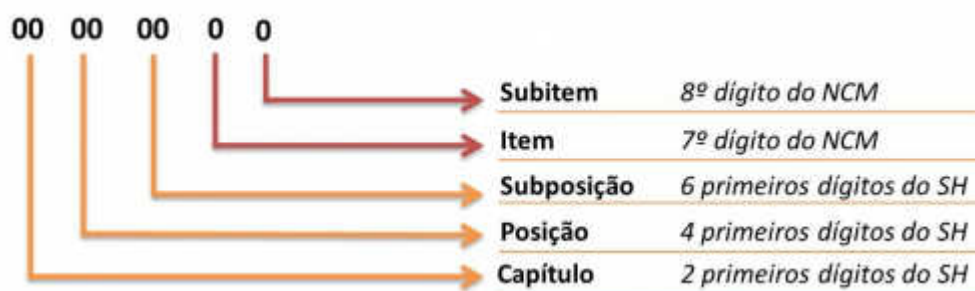 00 00 00 0 0
Subitem 8º dígito do NCM
Item 7º dígito do NCM
Subposição 6 primeiros dígitos do SH
Posição 4 primeiros dígitos do SH
Capítulo 2 primeiros dígitos do SH